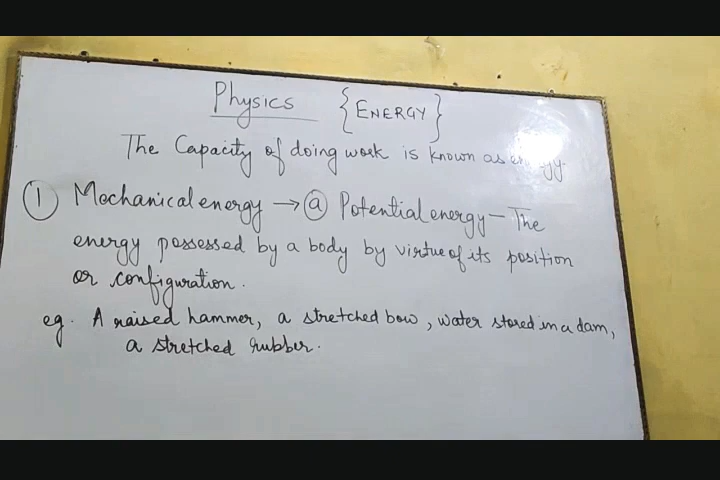 Physics {ENERGY}
The Capacity of doing work is known as energy.
① Mechanical energy → ⓐ Potential energy – The
energy possessed by a body by virtue of its position
or configuration.
eg. A raised hammer, a stretched bow, water stored in a dam,
a stretched rubber.